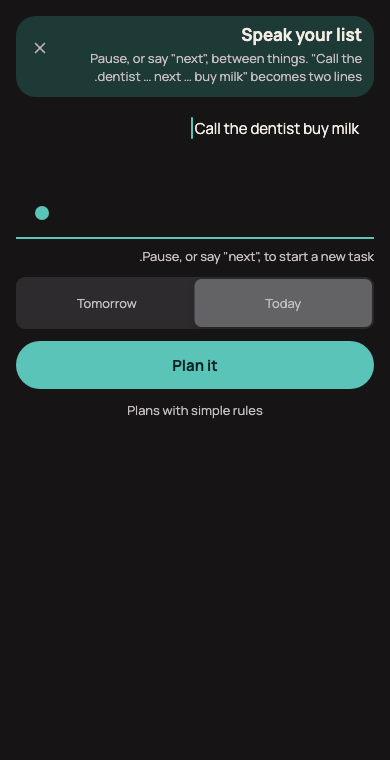 Speak your list
Pause, or say "next", between things. "Call the
.dentist … next … buy milk" becomes two lines
Call the dentist buy milk
.Pause, or say "next", to start a new task
Today
Tomorrow
Plan it
Plans with simple rules